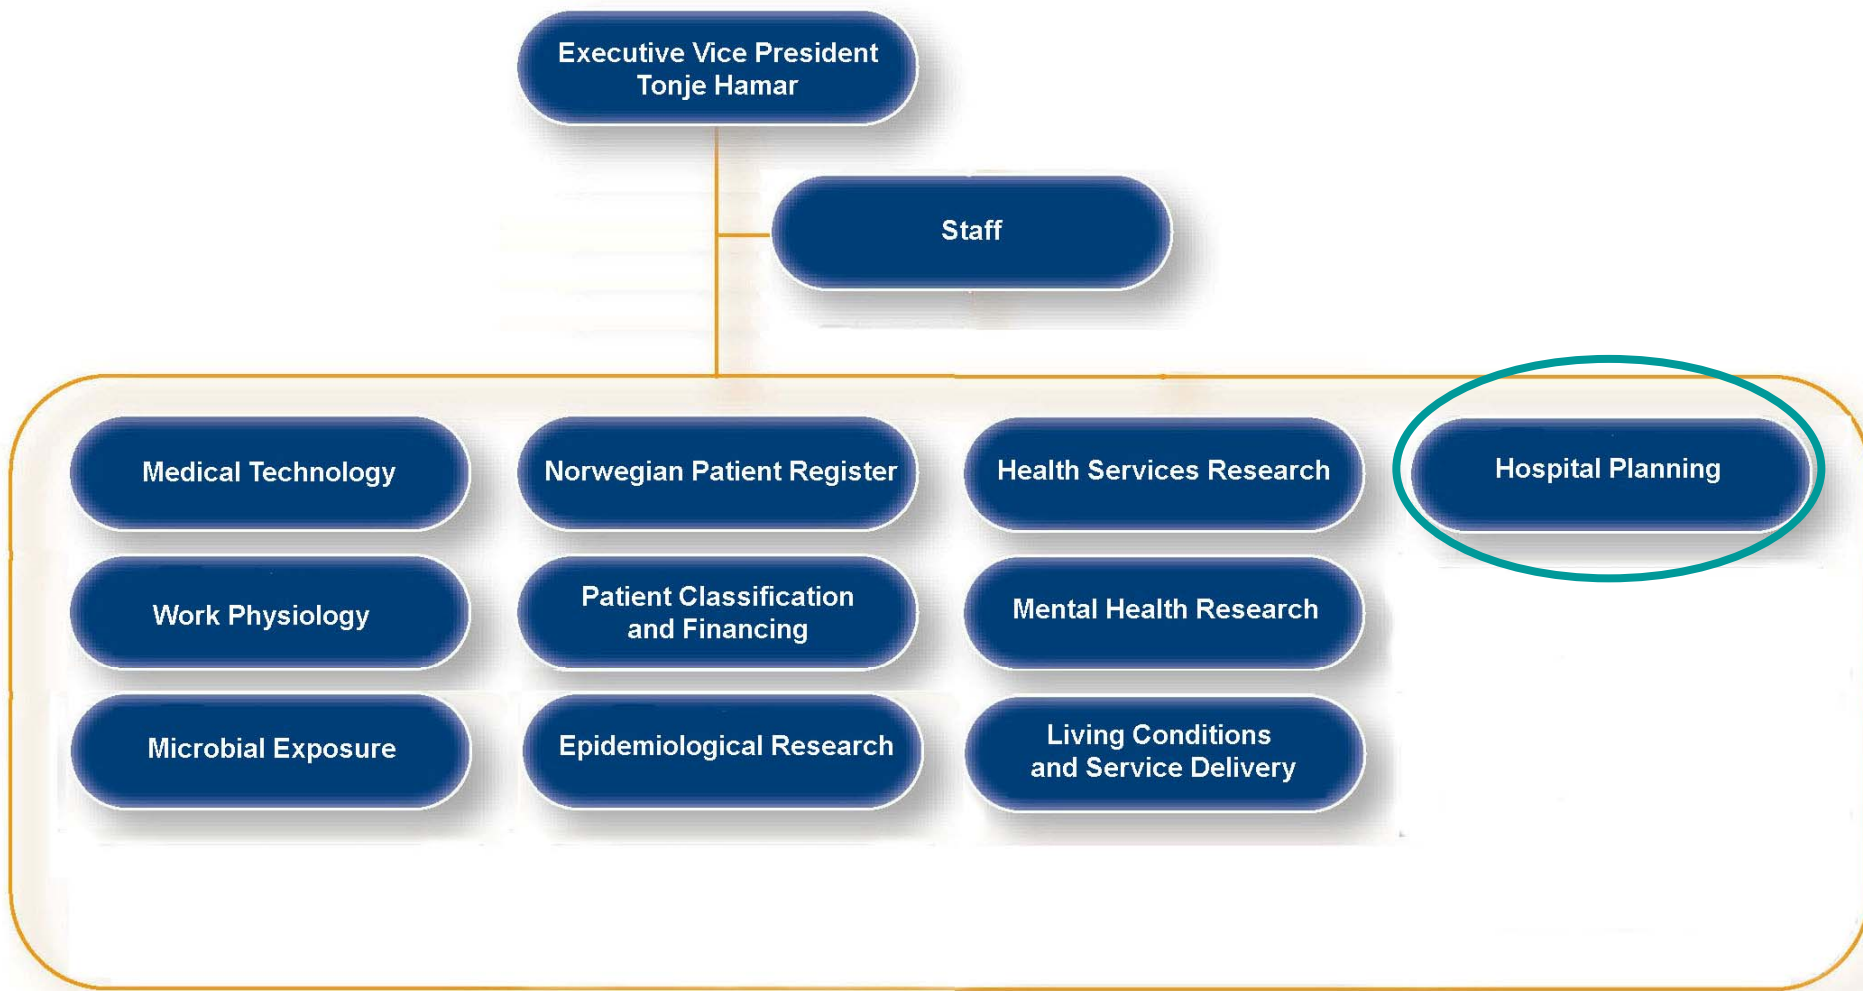 Executive Vice President
Tonje Hamar
Staff
Medical Technology
Norwegian Patient Register
Health Services Research
Hospital Planning
Work Physiology
Patient Classification
and Financing
Mental Health Research
Microbial Exposure
Epidemiological Research
Living Conditions
and Service Delivery